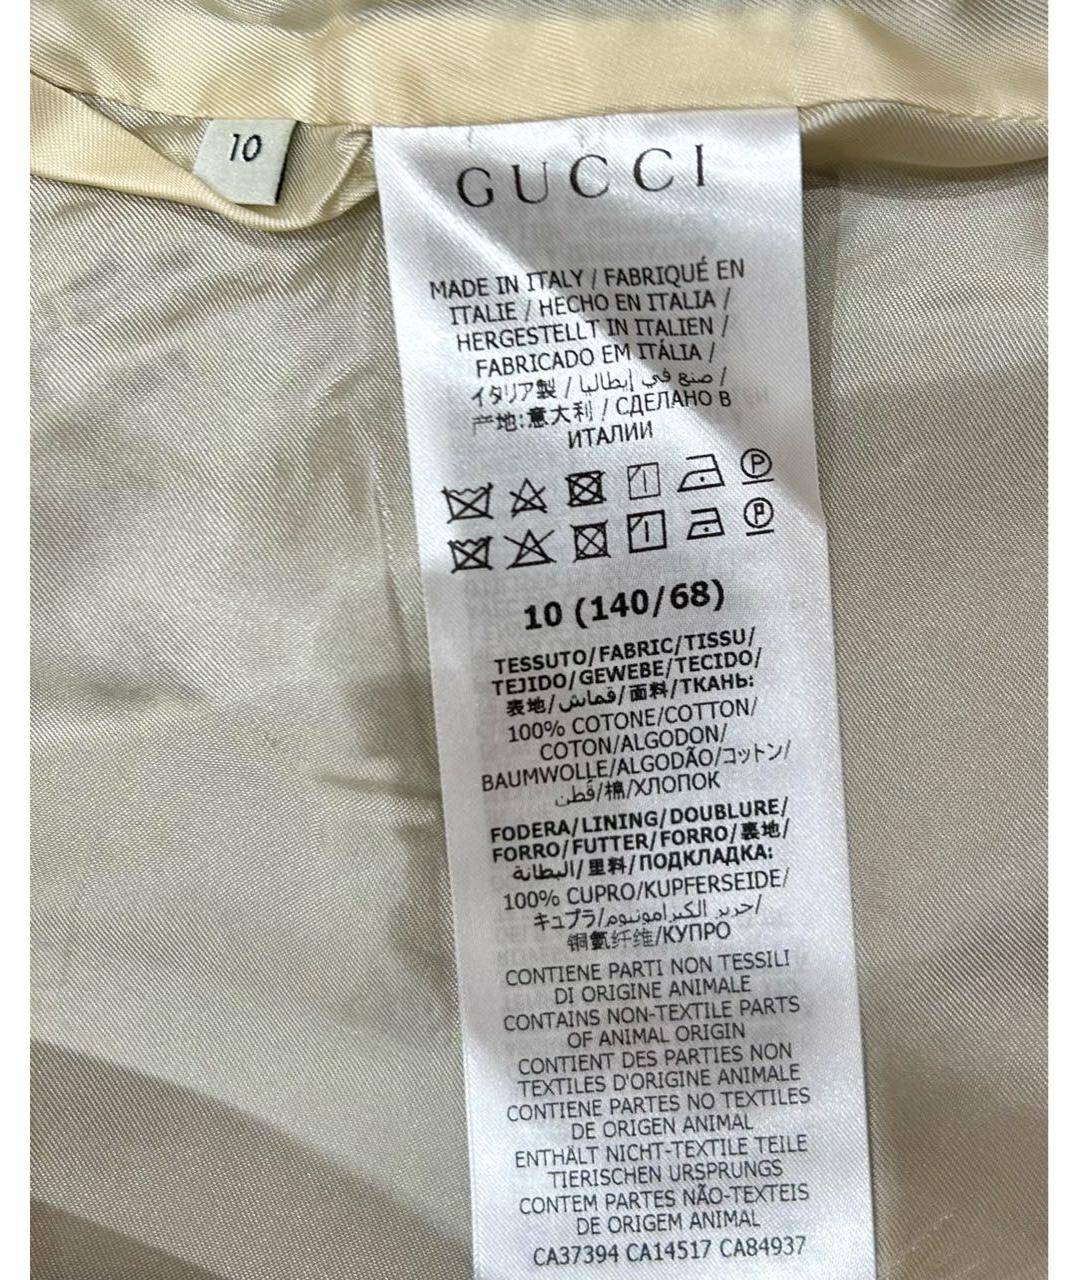 10
GUCCI
MADE IN ITALY / FABRIQUÉ EN
ITALIE / HECHO EN ITALIA /
HERGESTELLT IN ITALIEN /
FABRICADO EM ITÁLIA /
イタリア製 / صنع في إيطاليا /
产地:意大利 / СДЕЛАНО В
ИТАЛИИ
10 (140/68)
TESSUTO/FABRIC/TISSU/
TEJIDO/GEWEBE/TECIDO/
表地/قماش/面料/ТКАНЬ:
100% COTONE/COTTON/
COTON/ALGODON/
BAUMWOLLE/ALGODÃO/コットン/
قطن/棉/ХЛОПОК
FODERA/LINING/DOUBLURE/
FORRO/FUTTER/FORRO/裏地/
البطانة/里料/ПОДКЛАДКА:
100% CUPRO/KUPFERSEIDE/
キュプラ/حرير الكبرامونيوم/
铜氨纤维/КУПРО
CONTIENE PARTI NON TESSILI
DI ORIGINE ANIMALE
CONTAINS NON-TEXTILE PARTS
OF ANIMAL ORIGIN
CONTIENT DES PARTIES NON
TEXTILES D'ORIGINE ANIMALE
CONTIENE PARTES NO TEXTILES
DE ORIGEN ANIMAL
ENTHÄLT NICHT-TEXTILE TEILE
TIERISCHEN URSPRUNGS
CONTEM PARTES NÃO-TEXTEIS
DE ORIGEM ANIMAL
CA37394 CA14517 CA84937